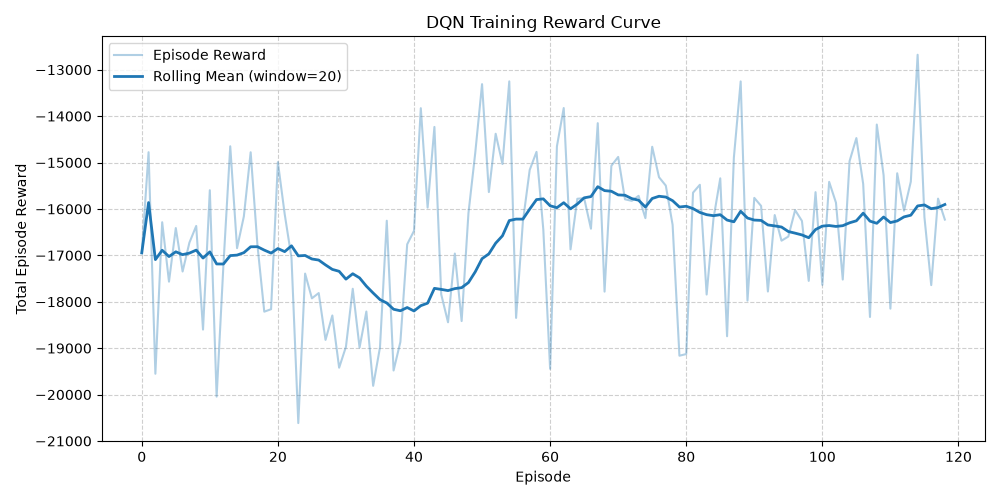 DQN Training Reward Curve
Episode Reward
Rolling Mean (window=20)
Total Episode Reward
−13000
−14000
−15000
−16000
−17000
−18000
−19000
−20000
−21000
0 20 40 60 80 100 120
Episode